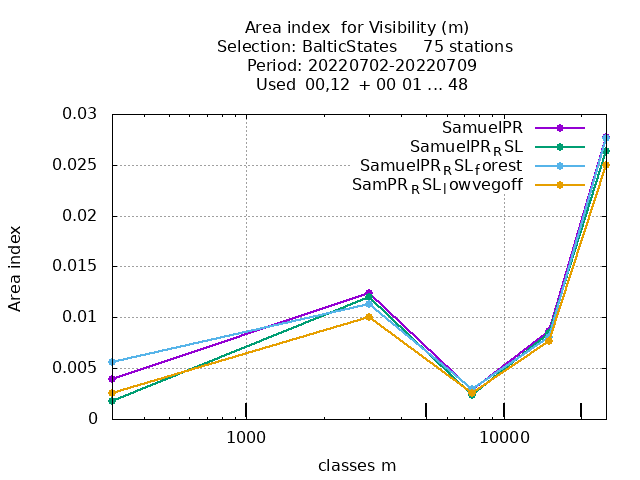 Area index  for Visibility (m)
Selection: BalticStates     75 stations
Period: 20220702-20220709
Used  00,12  + 00 01 ... 48
0.03
0.025
0.02
0.015
0.01
0.005
0
Area index
SamuelPR
SamuelPR_RSL
SamuelPR_RSL_forest
SamPR_RSL_lowvegoff
1000
10000
classes m